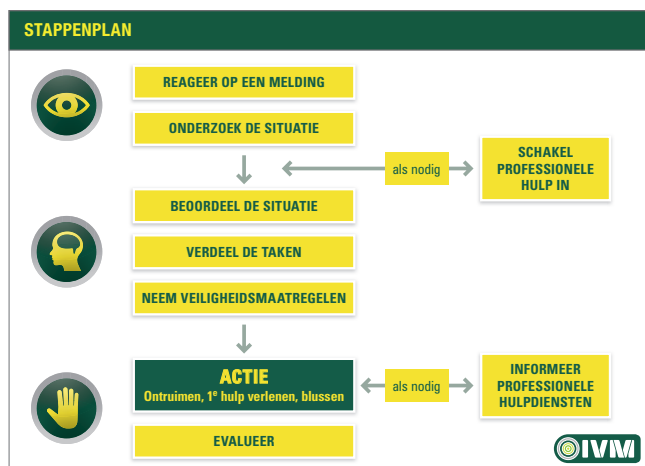 STAPPENPLAN
REAGEER OP EEN MELDING
ONDERZOEK DE SITUATIE
als nodig
SCHAKEL
PROFESSIONELE
HULP IN
BEOORDEEL DE SITUATIE
VERDEEL DE TAKEN
NEEM VEILIGHEIDSMAATREGELEN
ACTIE
Ontruimen, 1e hulp verlenen, blussen
als nodig
INFORMEER
PROFESSIONELE
HULPDIENSTEN
EVALUEER
IVM